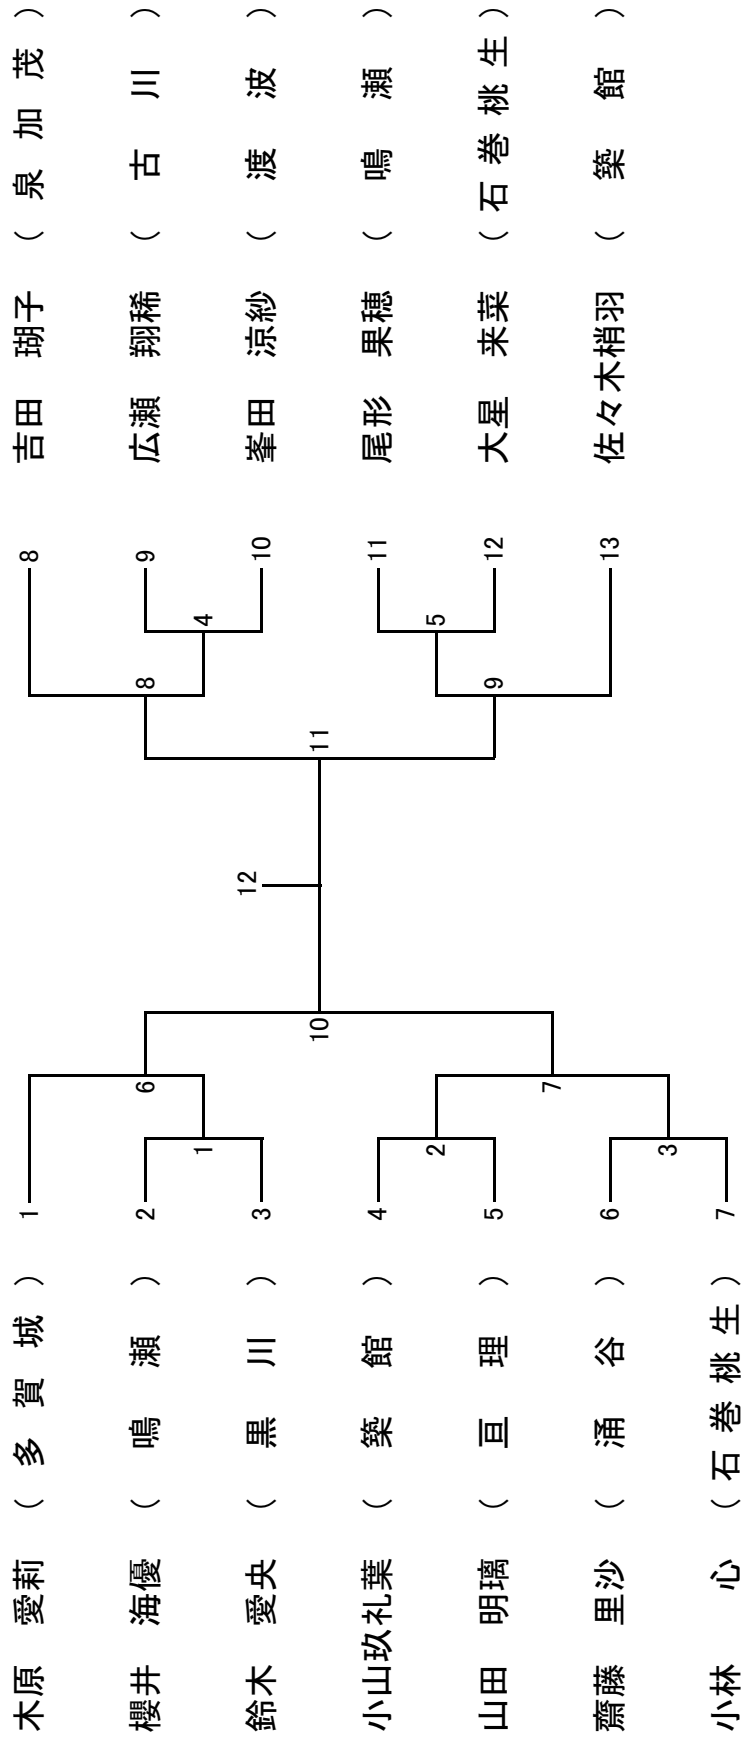 木原 愛莉 （ 多 賀 城 ） 1
櫻井 海優 （ 鳴 瀬 ） 2
鈴木 愛央 （ 黒 川 ） 3
小山玖礼葉 （ 築 館 ） 4
山田 明璃 （ 亘 理 ） 5
齋藤 里沙 （ 涌 谷 ） 6
小林 心 （ 石 巻 桃 生 ） 7
1
2
3
6
7
10
12
11
8
9
4
5
8 吉田 瑚子 （ 泉 加 茂 ）
9 広瀬 翔稀 （ 古 川 ）
10 峯田 涼紗 （ 渡 波 ）
11 尾形 果穂 （ 鳴 瀬 ）
12 大星 来菜 （ 石 巻 桃 生 ）
13 佐々木梢羽 （ 築 館 ）